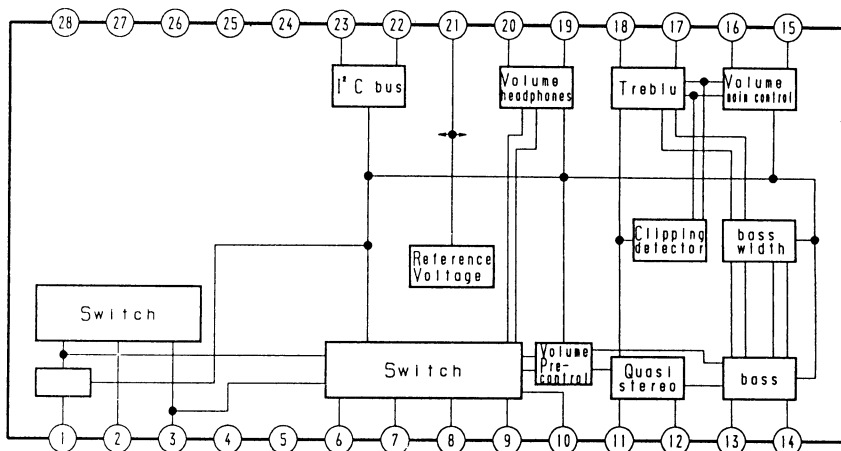 28 27 26 25 24 23 22 21 20 19 18 17 16 15
I²C bus
Volume
headphones
Treblu
Volume
main control
Clipping
detector
bass
width
Reference
Voltage
Switch
Switch
Volume
Pre-
control
Quasi
stereo
bass
1 2 3 4 5 6 7 8 9 10 11 12 13 14